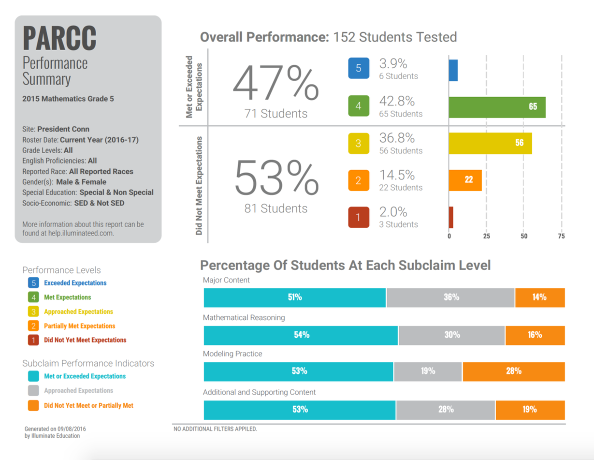 PARCC
Performance
Summary
2015 Mathematics Grade 5
Site: President Conn
Roster Date: Current Year (2016-17)
Grade Levels: All
English Proficiencies: All
Reported Race: All Reported Races
Gender(s): Male & Female
Special Education: Special & Non Special
Socio-Economic: SED & Not SED
More information about this report can be
found at help.illuminateed.com.
Performance Levels
5 Exceeded Expectations
4 Met Expectations
3 Approached Expectations
2 Partially Met Expectations
1 Did Not Yet Meet Expectations
Subclaim Performance Indicators
Met or Exceeded Expectations
Approached Expectations
Did Not Yet Meet or Partially Met
Generated on 09/08/2016
by Illuminate Education
Overall Performance: 152 Students Tested
Met or Exceeded
Expectations
47%
71 Students
5 3.9%
6 Students
4 42.8%
65 Students
65
Did Not Meet Expectations
53%
81 Students
3 36.8%
56 Students
56
2 14.5%
22 Students
22
1 2.0%
3 Students
0 25 50 75
Percentage Of Students At Each Subclaim Level
Major Content
51% 36% 14%
Mathematical Reasoning
54% 30% 16%
Modeling Practice
53% 19% 28%
Additional and Supporting Content
53% 28% 19%
NO ADDITIONAL FILTERS APPLIED.